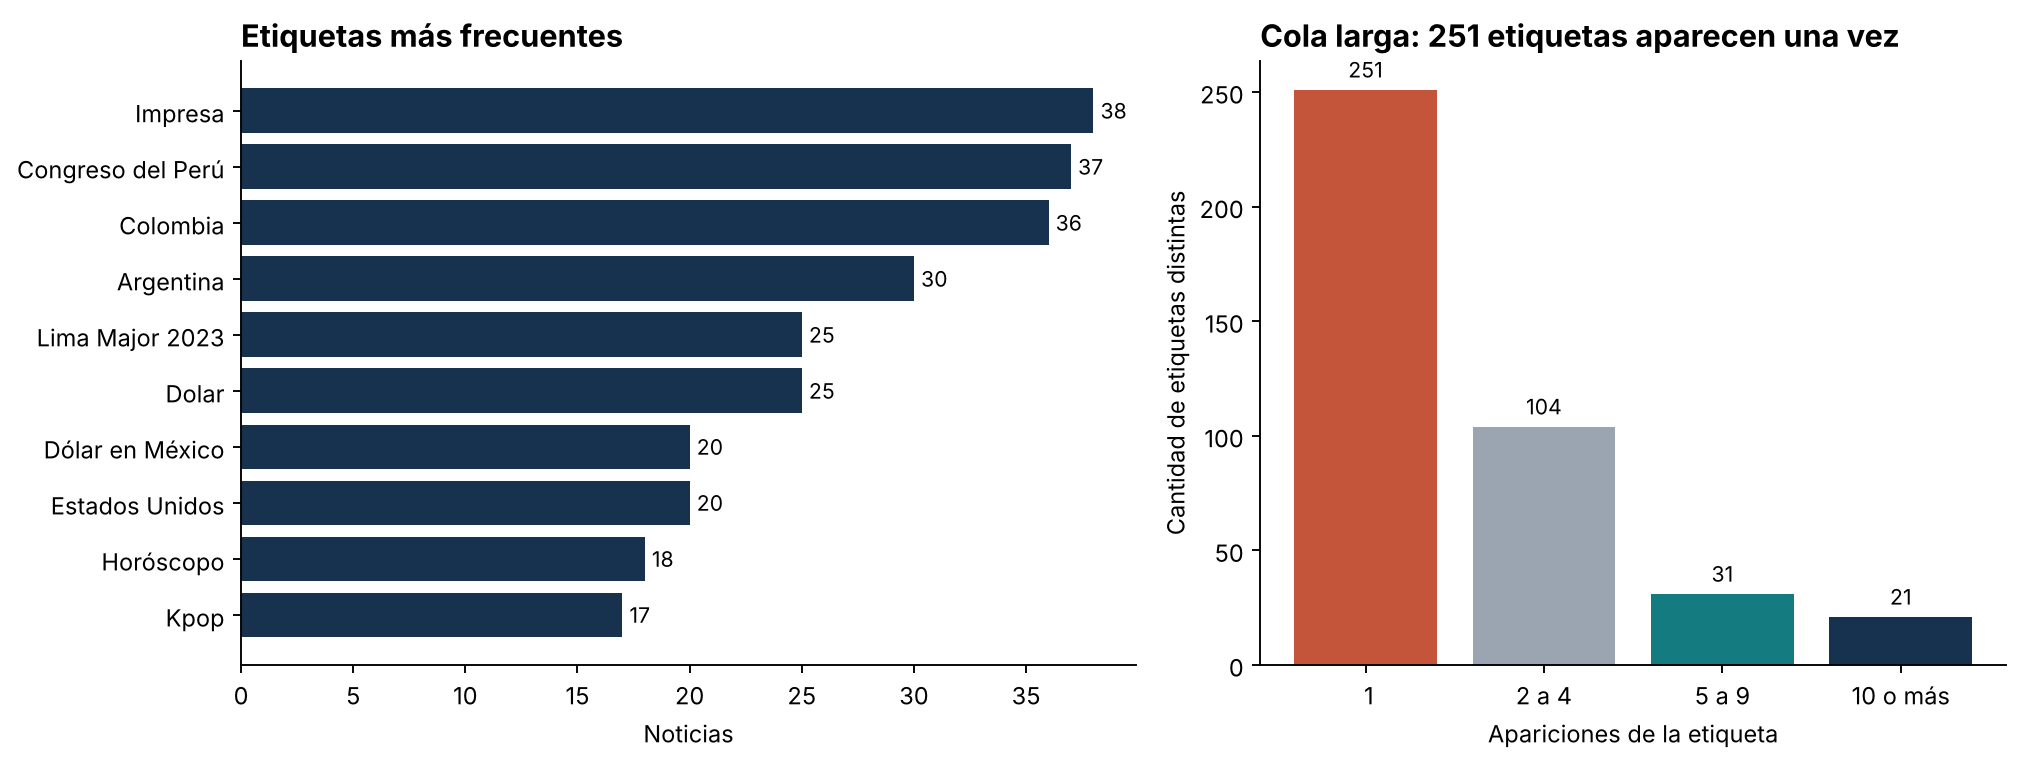 Etiquetas más frecuentes
Impresa
38
Congreso del Perú
37
Colombia
36
Argentina
30
Lima Major 2023
25
Dolar
25
Dólar en México
20
Estados Unidos
20
Horóscopo
18
Kpop
17
0 5 10 15 20 25 30 35
Noticias
Cola larga: 251 etiquetas aparecen una vez
Cantidad de etiquetas distintas
250
200
150
100
50
0
251
104
31
21
1 2 a 4 5 a 9 10 o más
Apariciones de la etiqueta